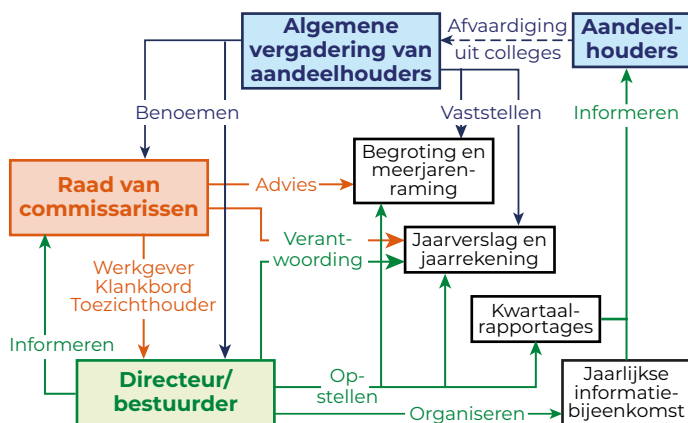 Algemene
vergadering van
aandeelhouders
Afvaardiging
uit colleges
Aandeel-
houders
Benoemen
Vaststellen
Informeren
Begroting en
meerjaren-
raming
Raad van
commissarissen
Advies
Verant-
woording
Jaarverslag en
jaarrekening
Werkgever
Klankbord
Toezichthouder
Kwartaal-
rapportages
Informeren
Directeur/
bestuurder
Op-
stellen
Organiseren
Jaarlijkse
informatie-
bijeenkomst